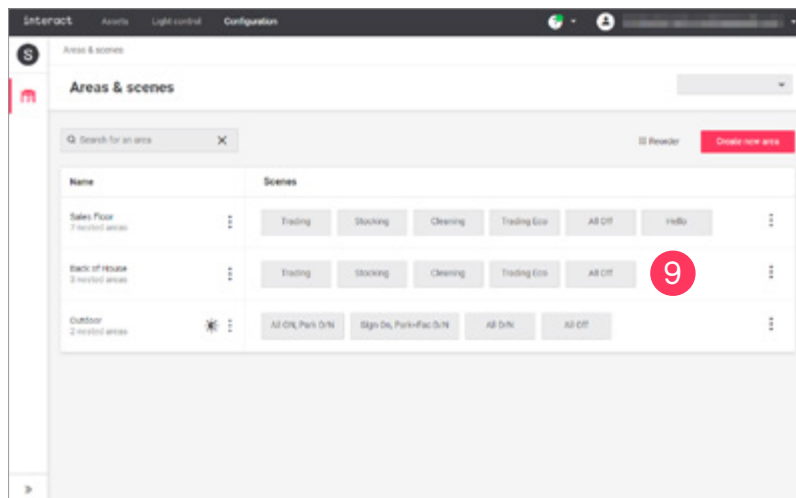 interact Assets Light control Configuration
S
Areas & scenes
Areas & scenes
Search for an area
Reorder
Create new area
Name Scenes
Sales Floor
7 nested areas
Trading Stocking Cleaning Trading Eco All Off Hello
Back of House
3 nested areas
Trading Stocking Cleaning Trading Eco All Off
9
Outdoor
2 nested areas
All ON, Park D/N Sign On, Park+Fac D/N All D/N All Off